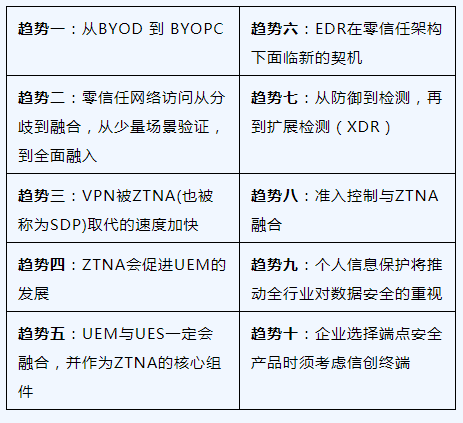 趋势一：从BYOD 到 BYOPC
趋势六：EDR在零信任架构
下面临新的契机
趋势二：零信任网络访问从分
歧到融合，从少量场景验证，
到全面融入
趋势七：从防御到检测，再
到扩展检测（XDR）
趋势三：VPN被ZTNA(也被
称为SDP)取代的速度加快
趋势八：准入控制与ZTNA
融合
趋势四：ZTNA会促进UEM的
发展
趋势九：个人信息保护将推
动全行业对数据安全的重视
趋势五：UEM与UES一定会
融合，并作为ZTNA的核心组
件
趋势十：企业选择端点安全
产品时须考虑信创终端